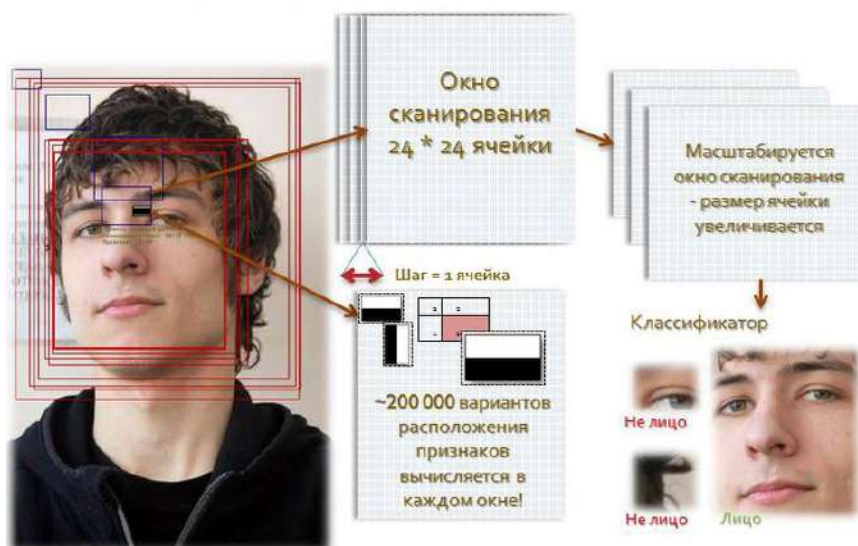 Окно
сканирования
24 * 24 ячейки
Масштабируется
окно сканирования
- размер ячейки
увеличивается
Шаг = 1 ячейка
~200 000 вариантов
расположения
признаков
вычисляется в
каждом окне!
Классификатор
Не лицо
Не лицо
Лицо